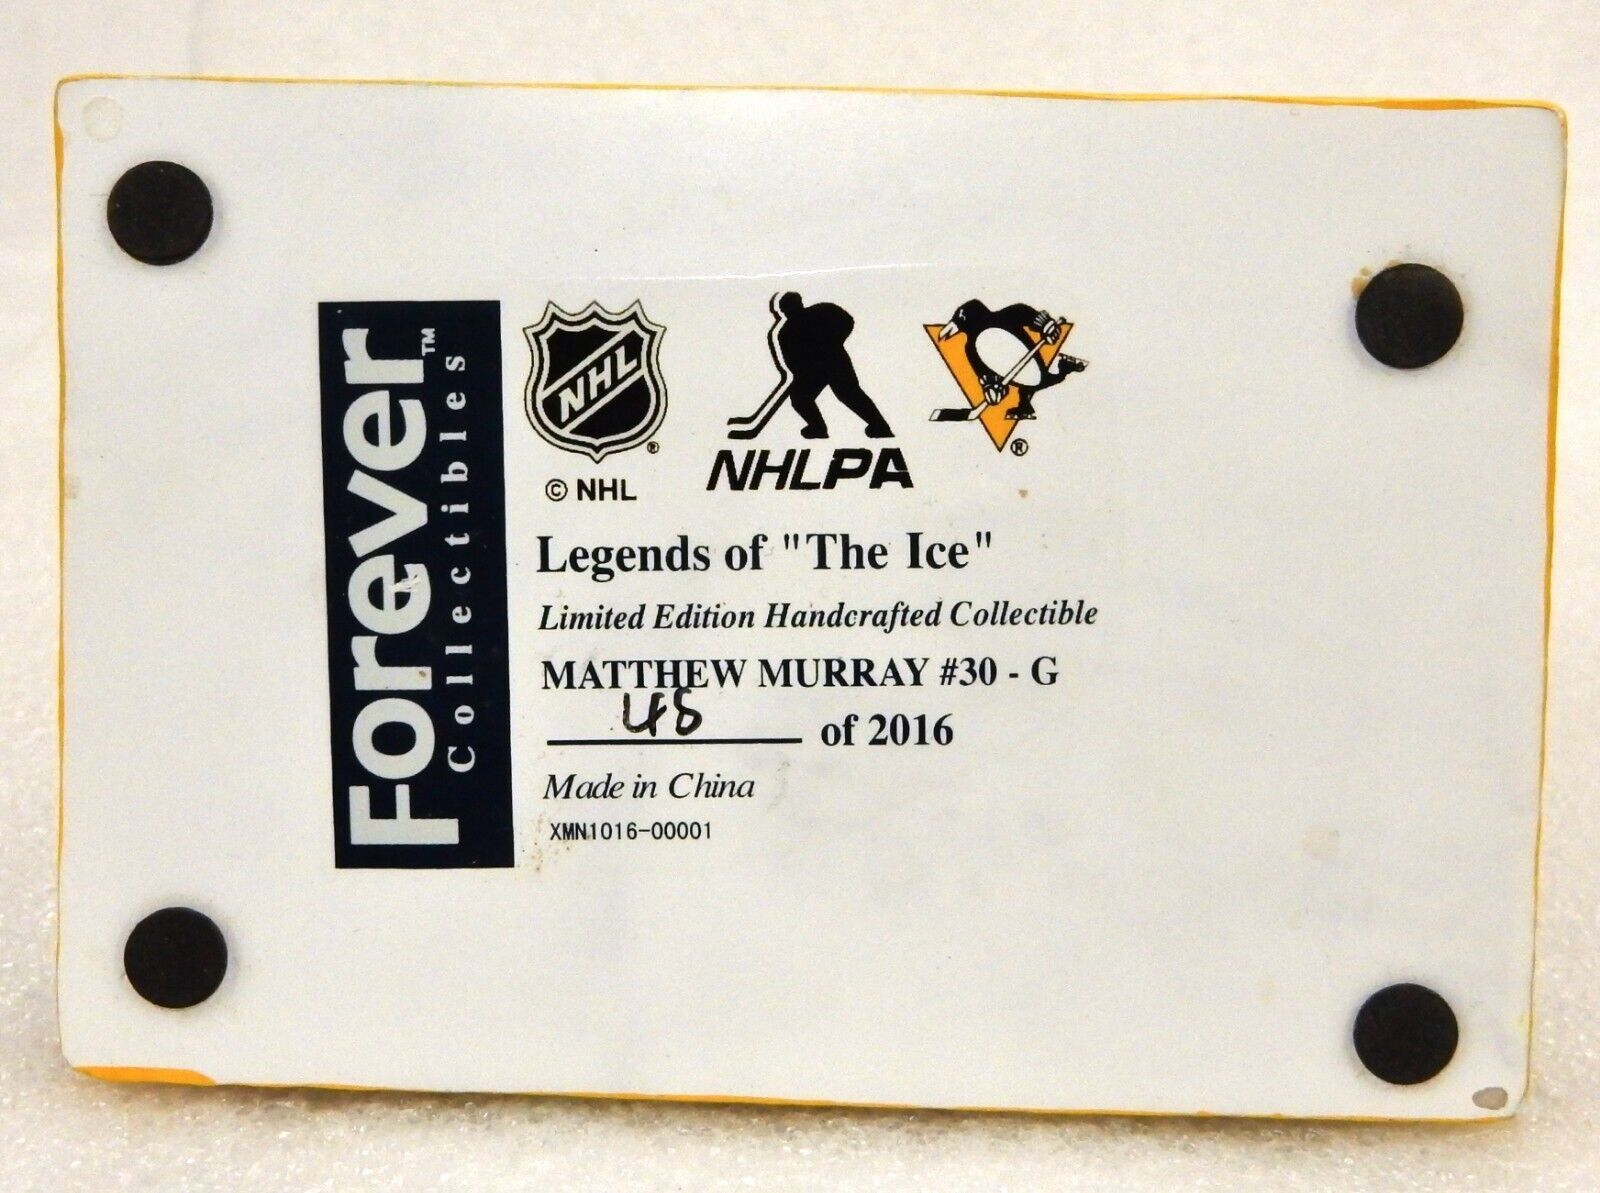 Forever™
Collectibles
NHL
®
© NHL
NHLPA
®
Legends of "The Ice"
Limited Edition Handcrafted Collectible
MATTHEW MURRAY #30 - G
48 of 2016
Made in China
XMN1016-00001